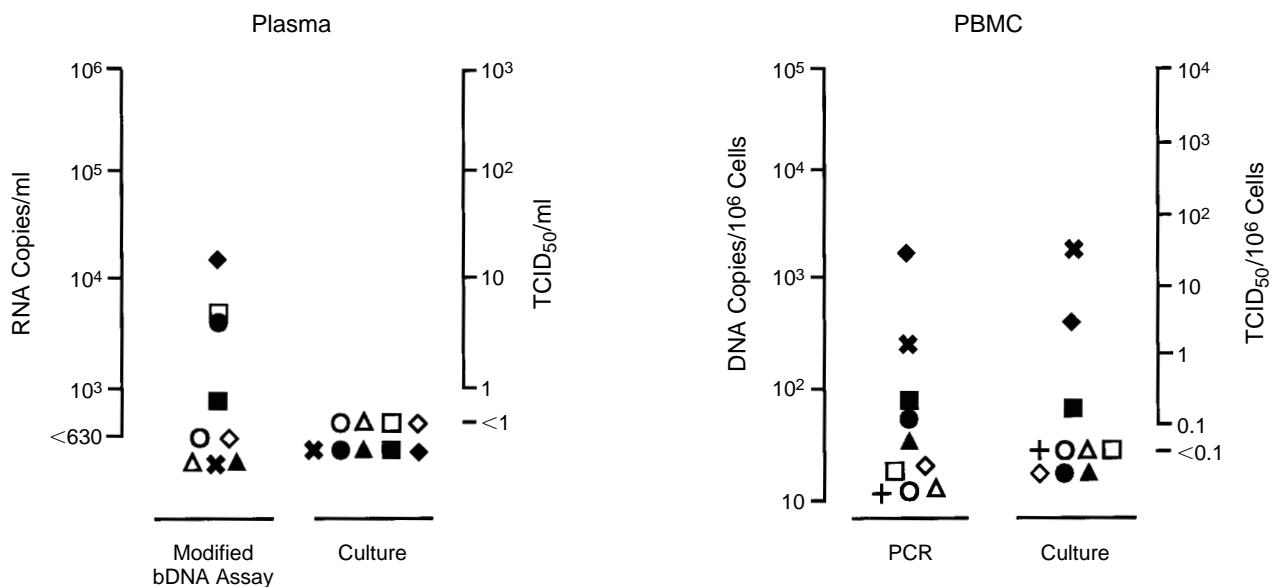 Plasma
10⁶
10⁵
10⁴
10³
<630
RNA Copies/ml
10³
10²
10
1
<1
TCID₅₀/ml
Modified
bDNA Assay
Culture
PBMC
10⁵
10⁴
10³
10²
10
DNA Copies/10⁶ Cells
10⁴
10³
10²
10
1
0.1
<0.1
TCID₅₀/10⁶ Cells
PCR
Culture